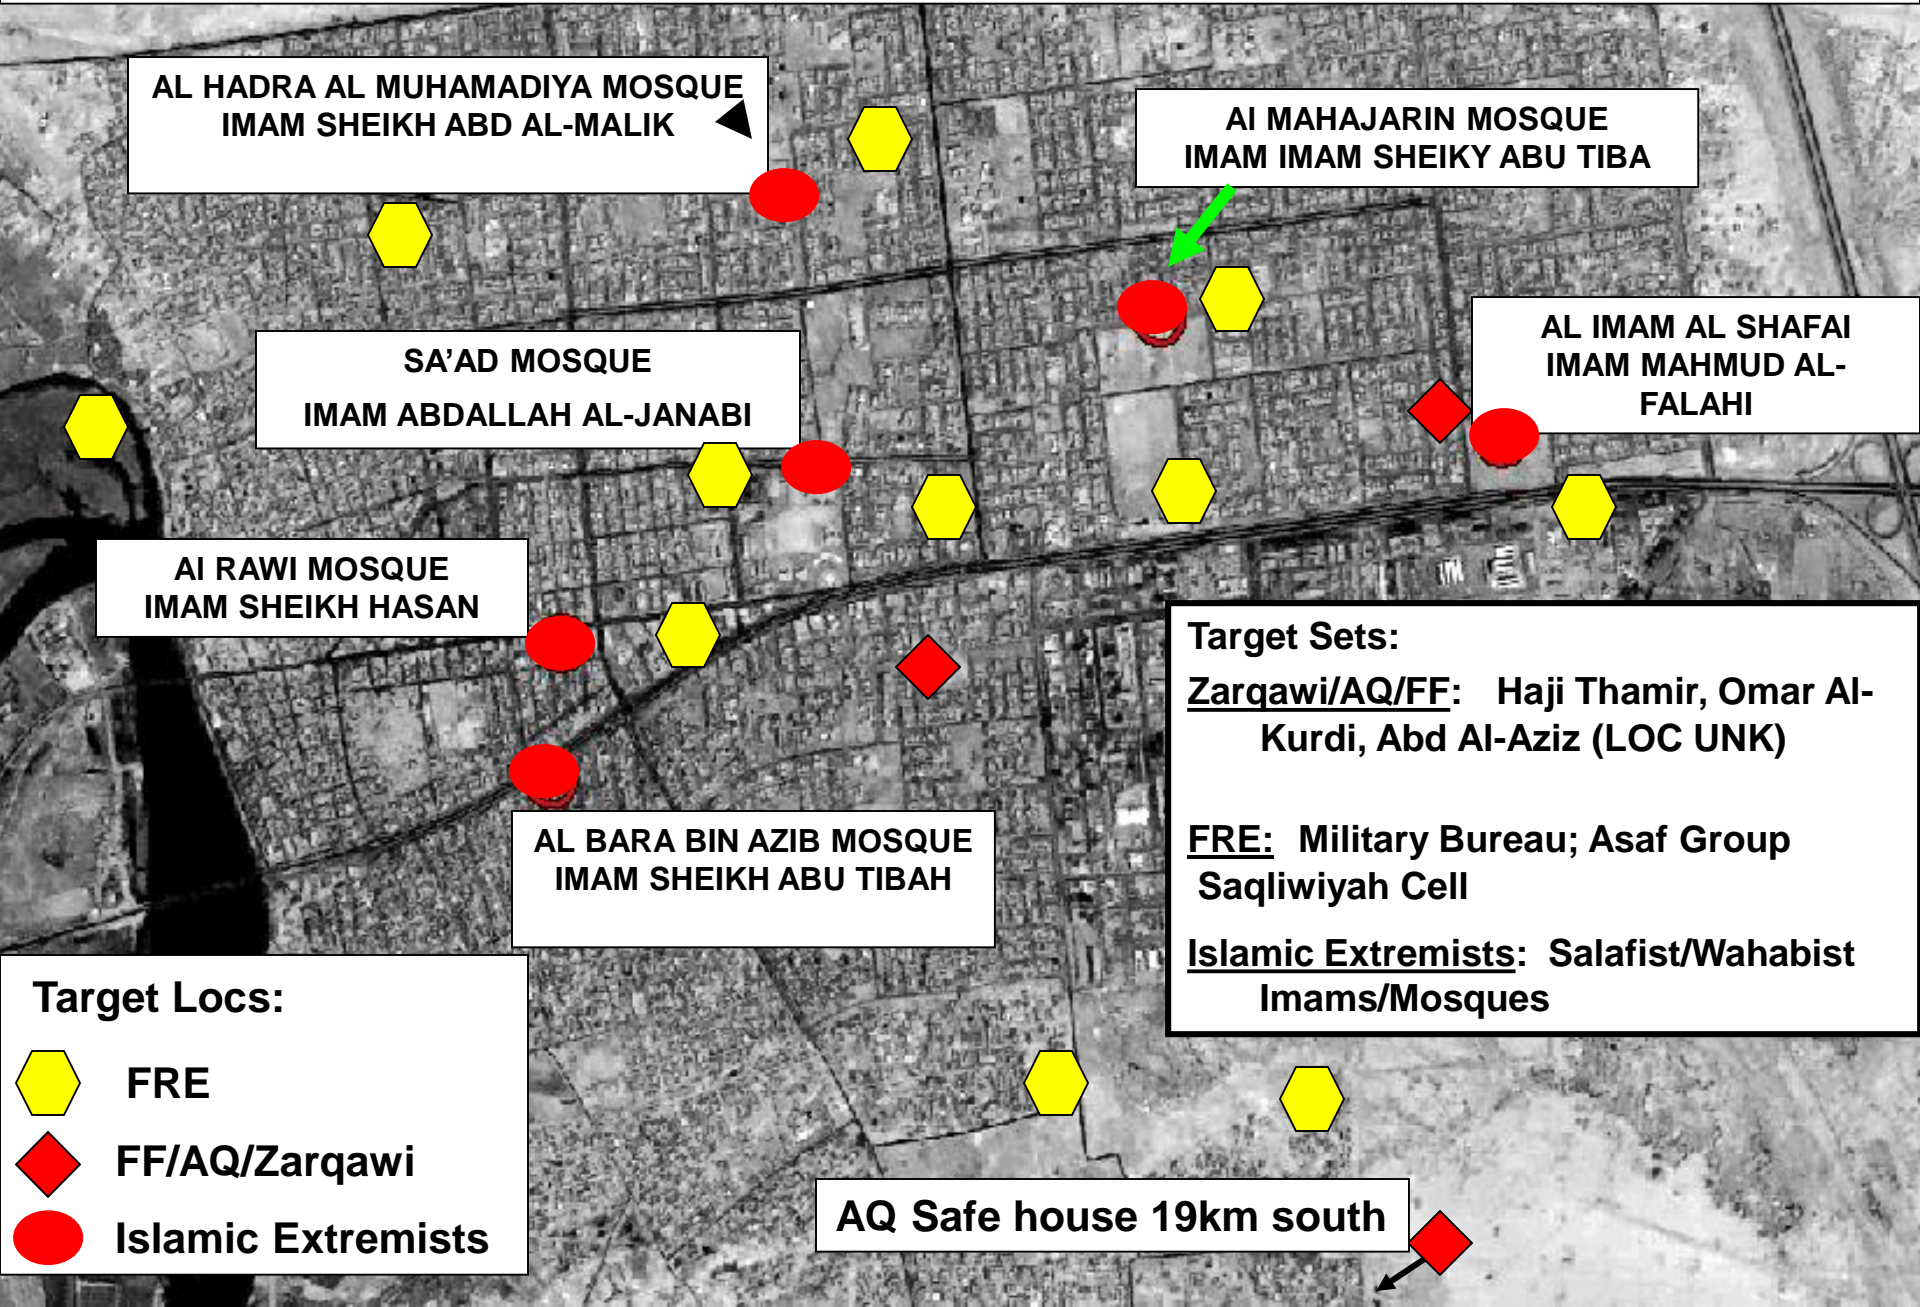 AL HADRA AL MUHAMADIYA MOSQUE
IMAM SHEIKH ABD AL-MALIK
AI MAHAJARIN MOSQUE
IMAM IMAM SHEIKY ABU TIBA
SA’AD MOSQUE
IMAM ABDALLAH AL-JANABI
AL IMAM AL SHAFAI
IMAM MAHMUD AL-
FALAHI
AI RAWI MOSQUE
IMAM SHEIKH HASAN
AL BARA BIN AZIB MOSQUE
IMAM SHEIKH ABU TIBAH
Target Sets:
Zarqawi/AQ/FF: Haji Thamir, Omar Al-
Kurdi, Abd Al-Aziz (LOC UNK)
FRE: Military Bureau; Asaf Group
Saqliwiyah Cell
Islamic Extremists: Salafist/Wahabist
Imams/Mosques
Target Locs:
FRE
FF/AQ/Zarqawi
Islamic Extremists
AQ Safe house 19km south